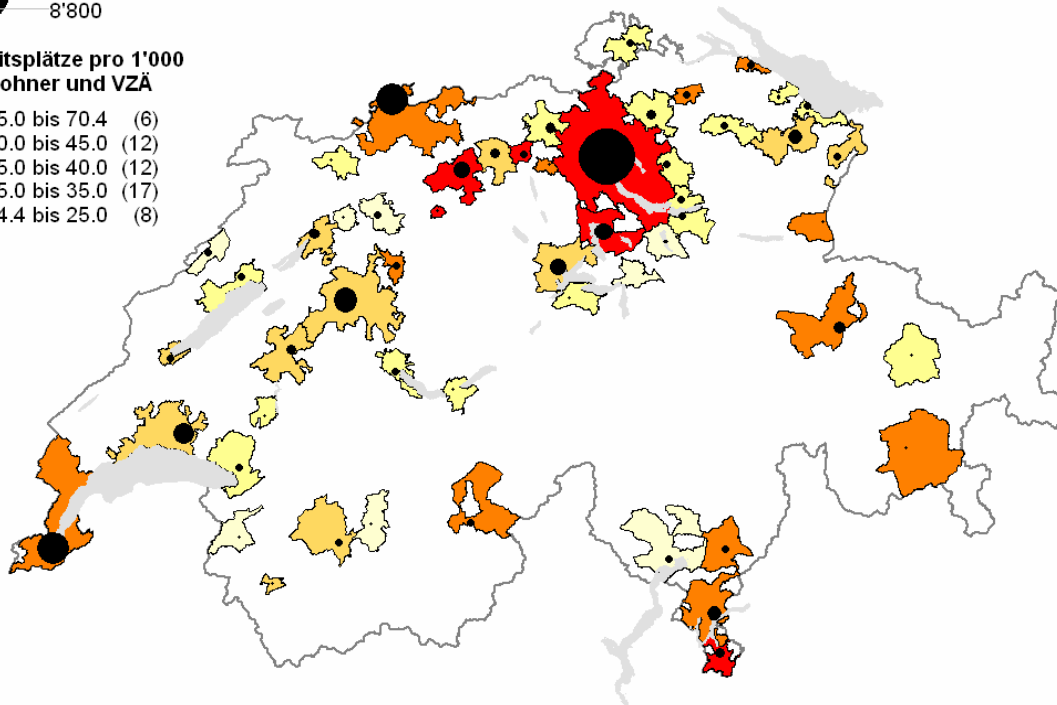 8'800
itsplätze pro 1'000
ohner und VZÄ
5.0 bis 70.4 (6)
0.0 bis 45.0 (12)
5.0 bis 40.0 (12)
5.0 bis 35.0 (17)
4.4 bis 25.0 (8)